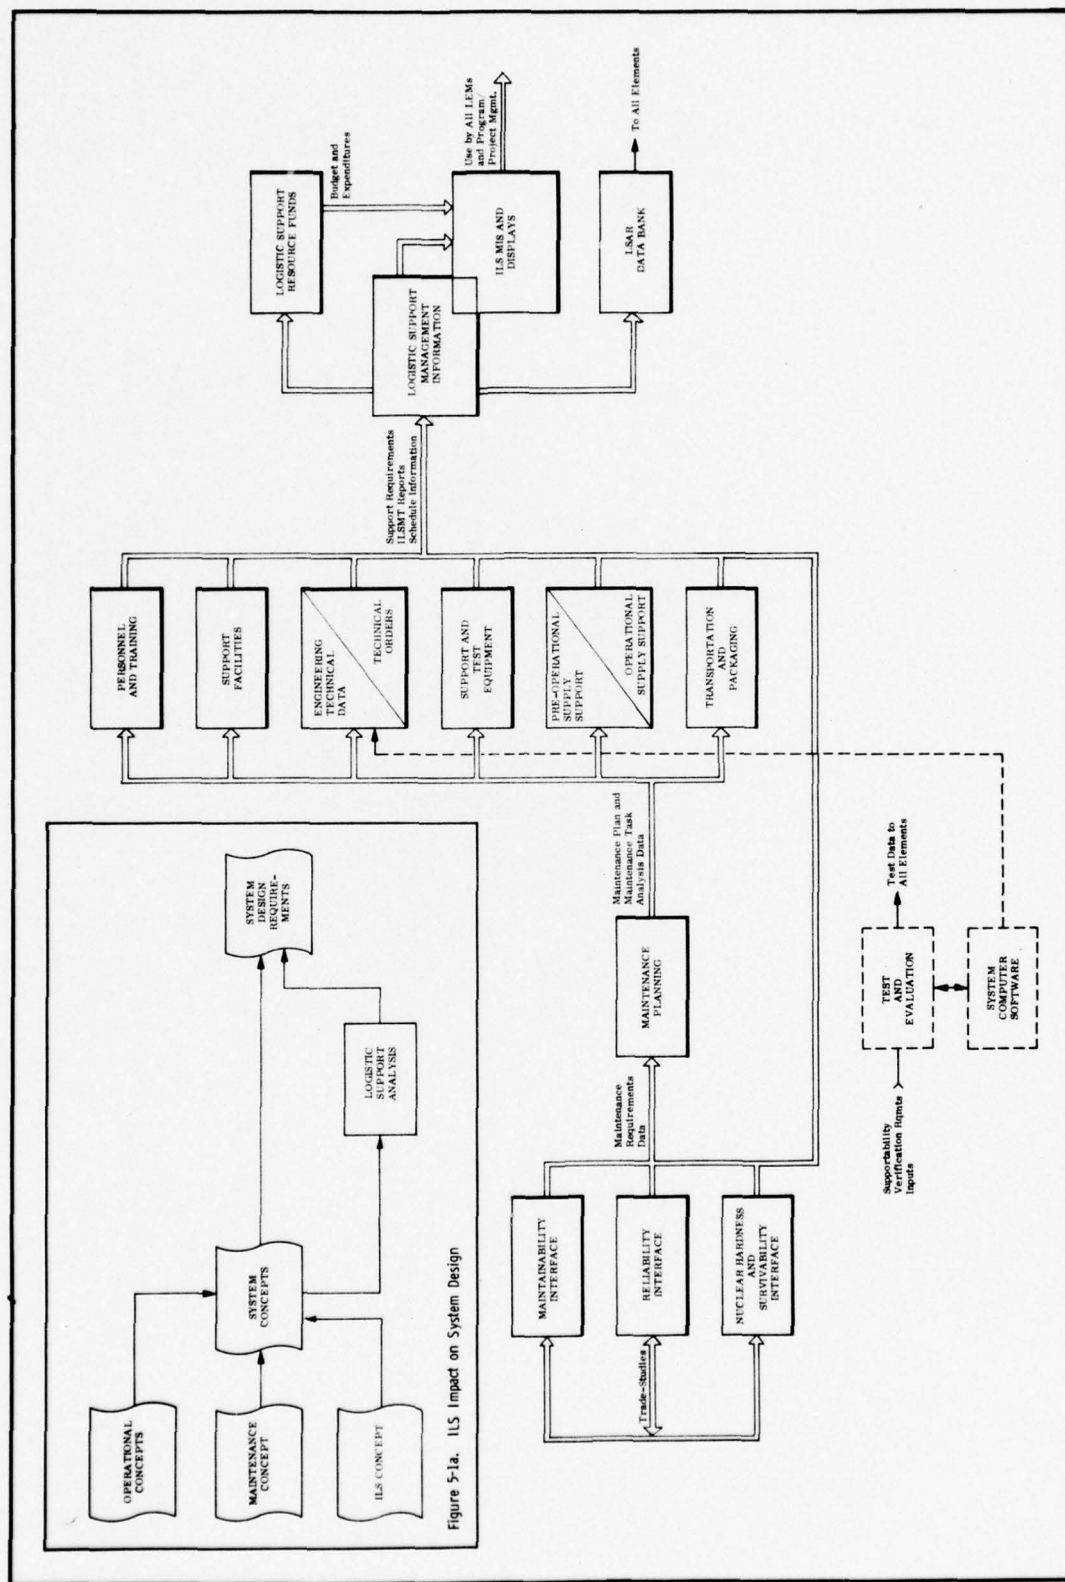 OPERATIONAL
CONCEPTS
MAINTENANCE
CONCEPT
ILS CONCEPT
SYSTEM
CONCEPTS
LOGISTIC
SUPPORT
ANALYSIS
SYSTEM
DESIGN
REQUIRE-
MENTS
Figure 5-1a. ILS Impact on System Design
Trade-Studies
MAINTAINABILITY
INTERFACE
RELIABILITY
INTERFACE
NUCLEAR HARDNESS
AND
SURVIVABILITY
INTERFACE
Maintenance
Requirements
Data
MAINTENANCE
PLANNING
Maintenance Plan and
Maintenance Task
Analysis Data
Supportability
Verification Rqmts
Inputs
TEST
AND
EVALUATION
Test Data to
All Elements
SYSTEM
COMPUTER
SOFTWARE
PERSONNEL
AND TRAINING
SUPPORT
FACILITIES
ENGINEERING
TECHNICAL
DATA
TECHNICAL
ORDERS
SUPPORT AND
TEST
EQUIPMENT
PRE-OPERATIONAL
SUPPLY
SUPPORT
OPERATIONAL
SUPPLY SUPPORT
TRANSPORTATION
AND
PACKAGING
Support Requirements
ILSMT Reports
Schedule Information
LOGISTIC SUPPORT
MANAGEMENT
INFORMATION
LOGISTIC SUPPORT
RESOURCE FUNDS
Budget and
Expenditures
ILS MIS AND
DISPLAYS
Use by All LEMs
and Program/
Project Mgmt.
LSAR
DATA BANK
To All Elements